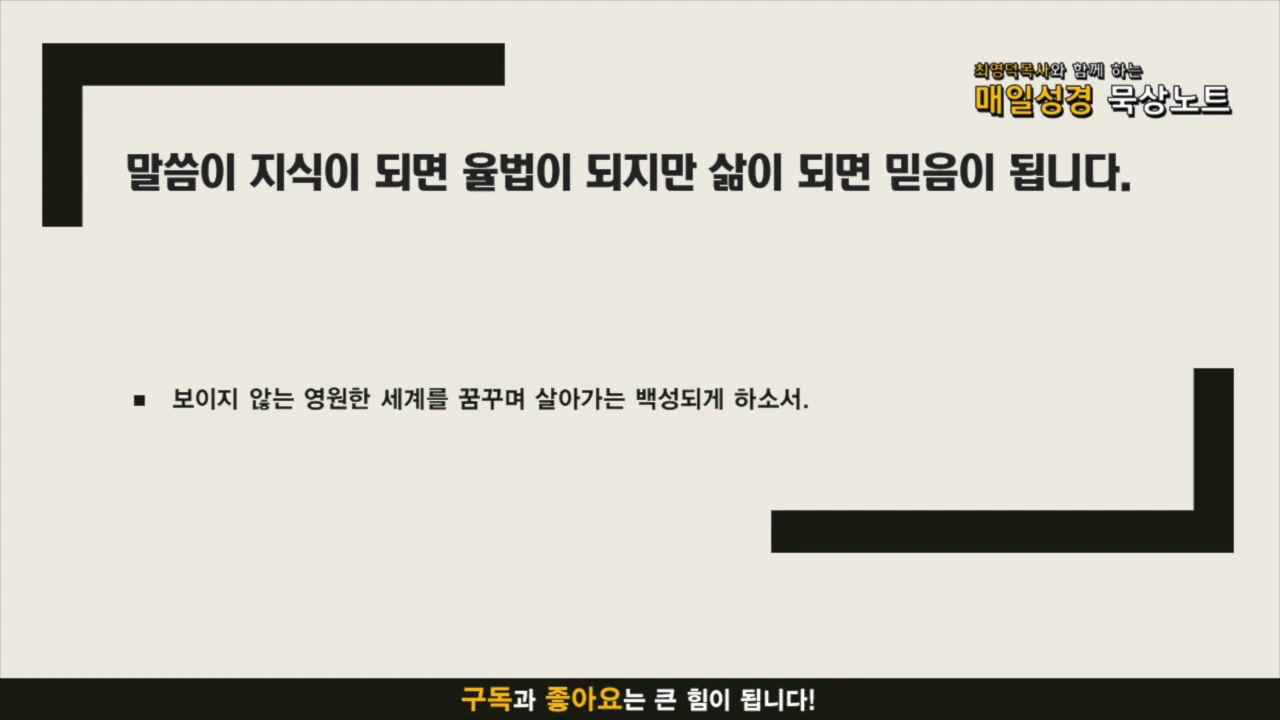 최영덕목사와 함께 하는
매일성경 묵상노트
말씀이 지식이 되면 율법이 되지만 삶이 되면 믿음이 됩니다.
▪ 보이지 않는 영원한 세계를 꿈꾸며 살아가는 백성되게 하소서.
구독과 좋아요는 큰 힘이 됩니다!